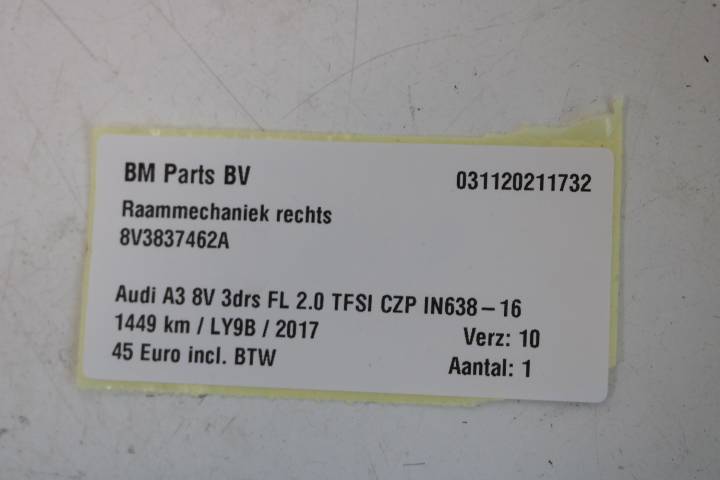 BM Parts BV 031120211732
Raammechaniek rechts
8V3837462A
Audi A3 8V 3drs FL 2.0 TFSI CZP IN638-16
1449 km / LY9B / 2017 Verz: 10
45 Euro incl. BTW Aantal: 1